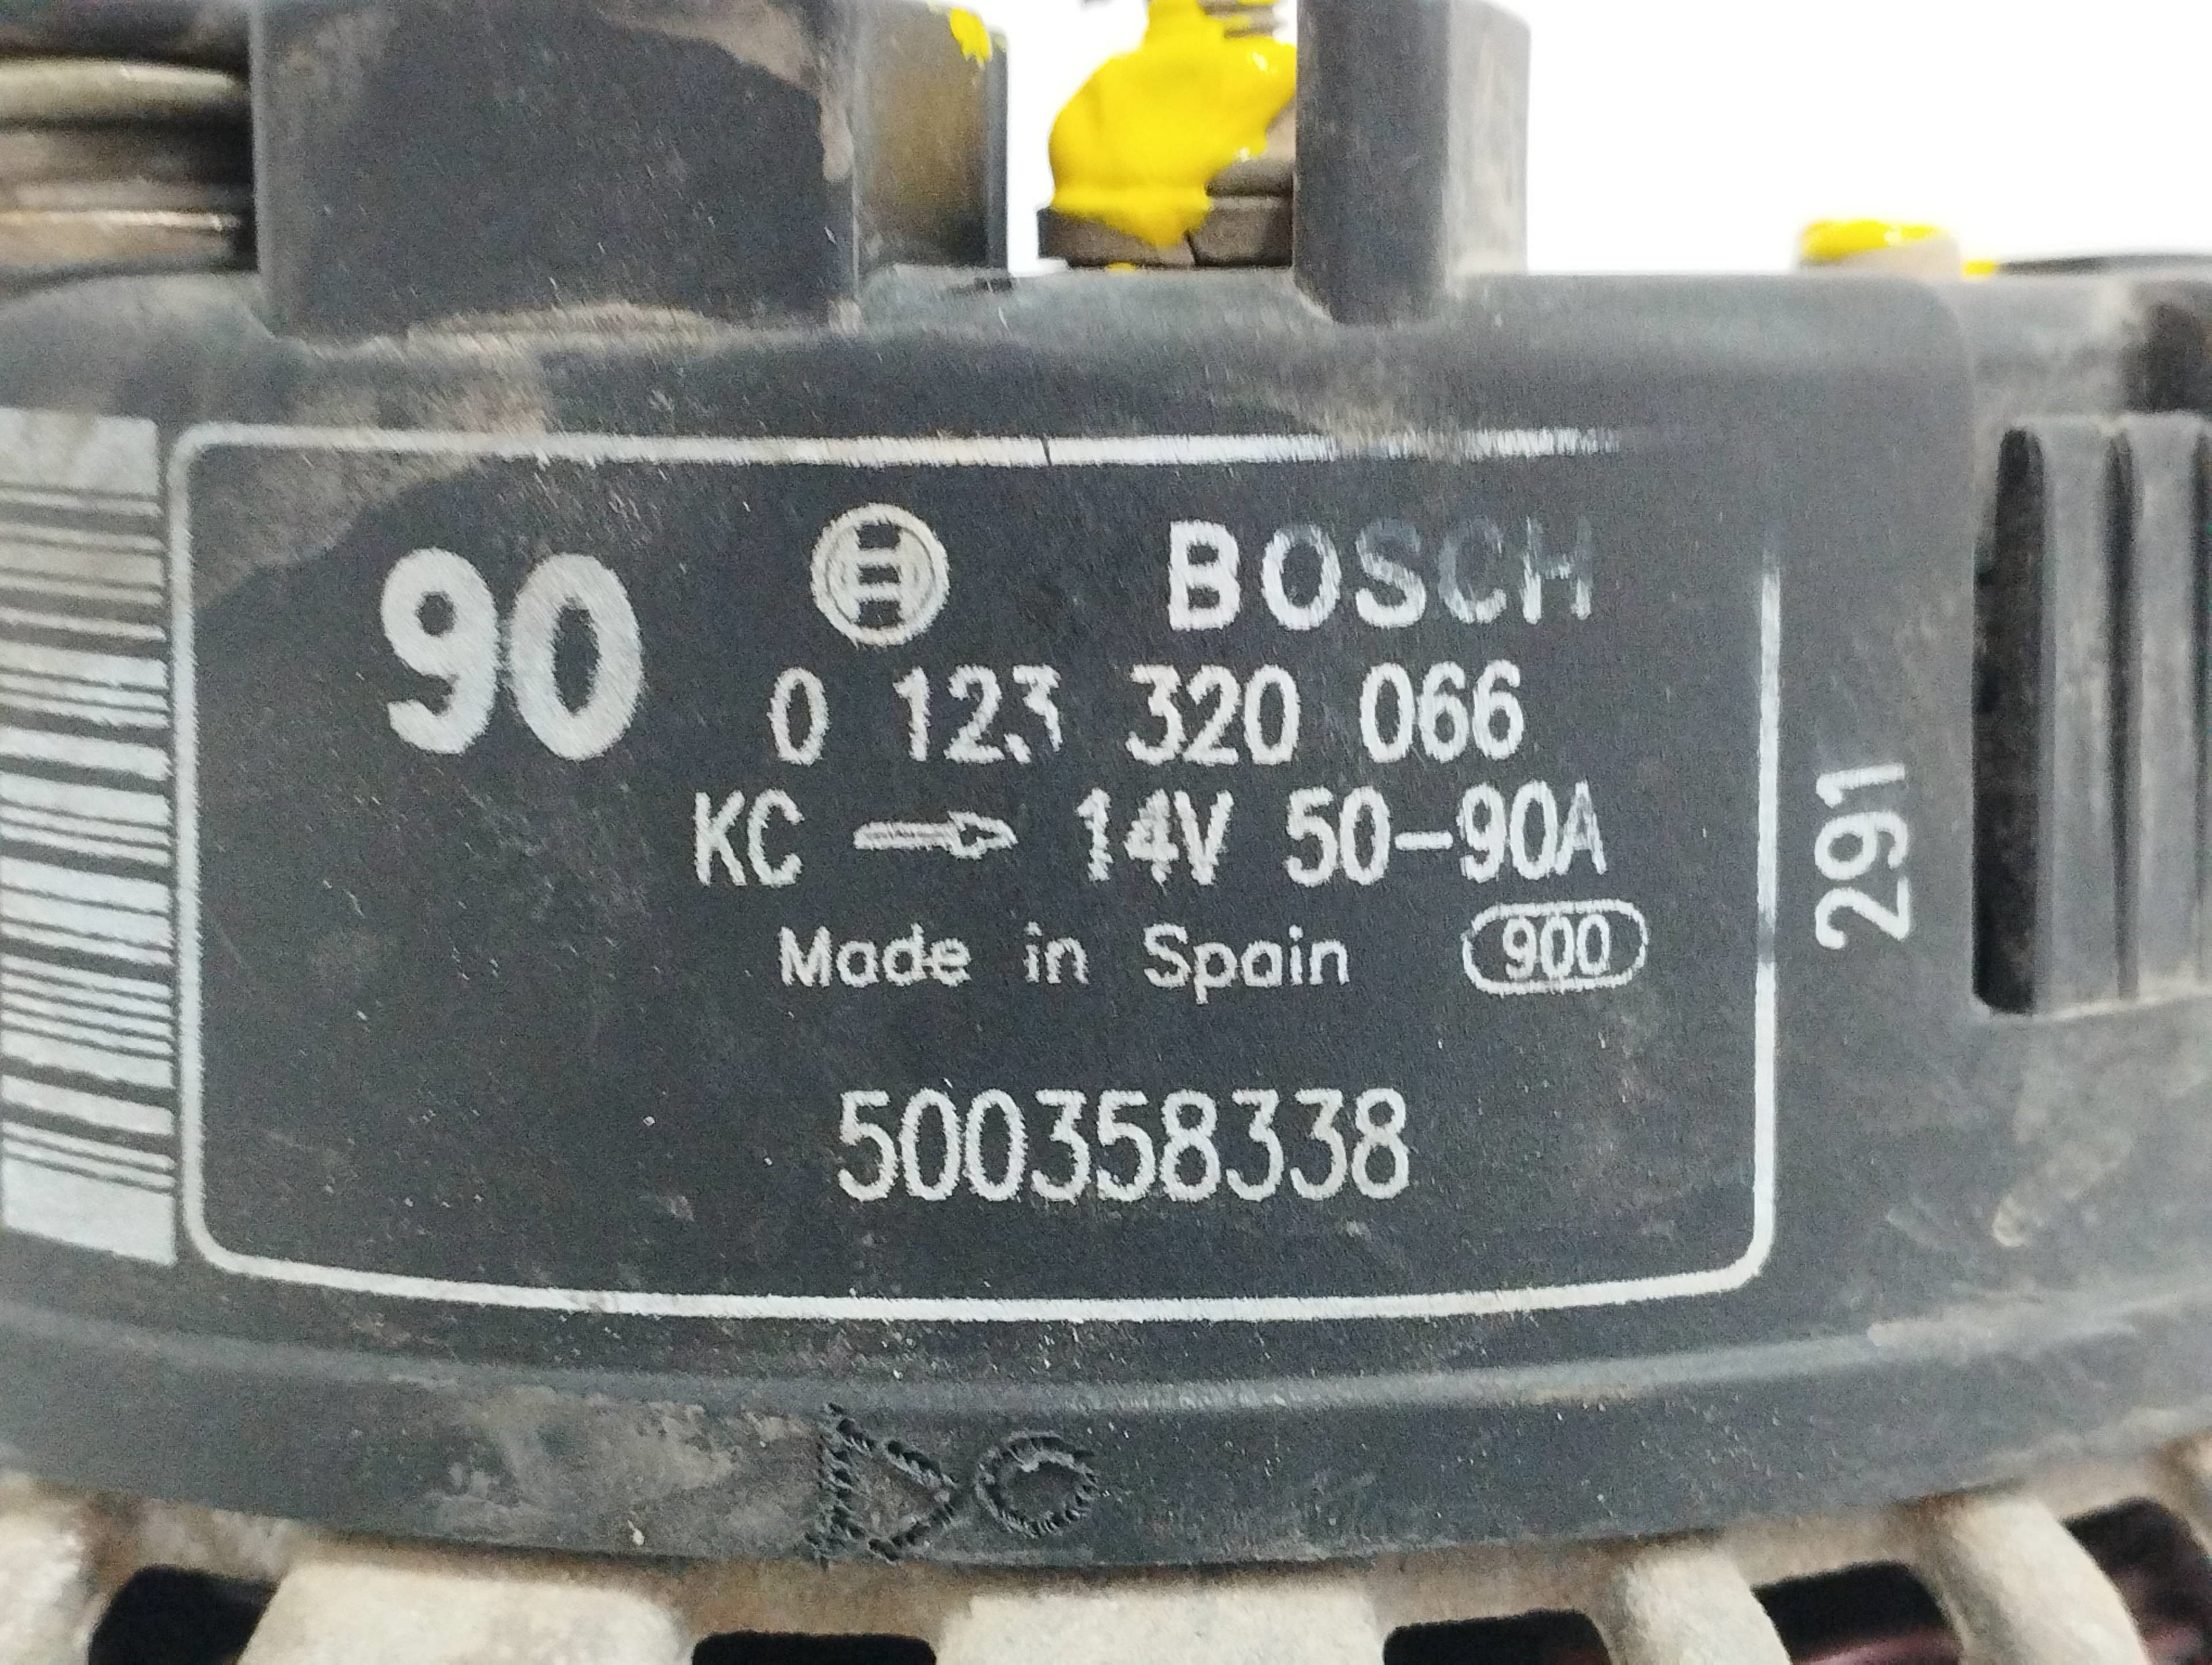 90 BOSCH
0 123 320 066
KC 14V 50-90A
Made in Spain 900
500358338
291